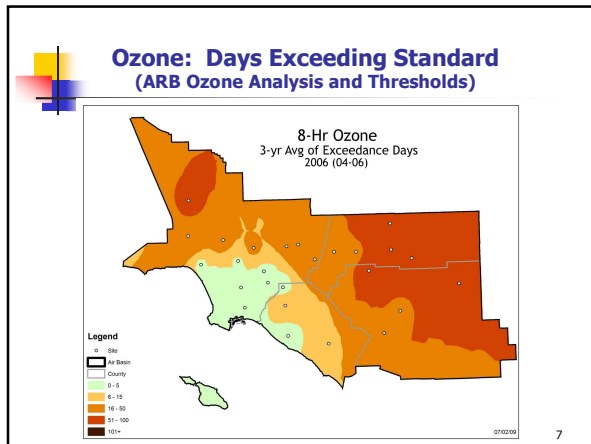 Ozone: Days Exceeding Standard
(ARB Ozone Analysis and Thresholds)
8-Hr Ozone
3-yr Avg of Exceedance Days
2006 (04-06)
Legend
Site
Air Basin
County
0 - 5
6 - 15
16 - 50
51 - 100
101+
07/02/09
7